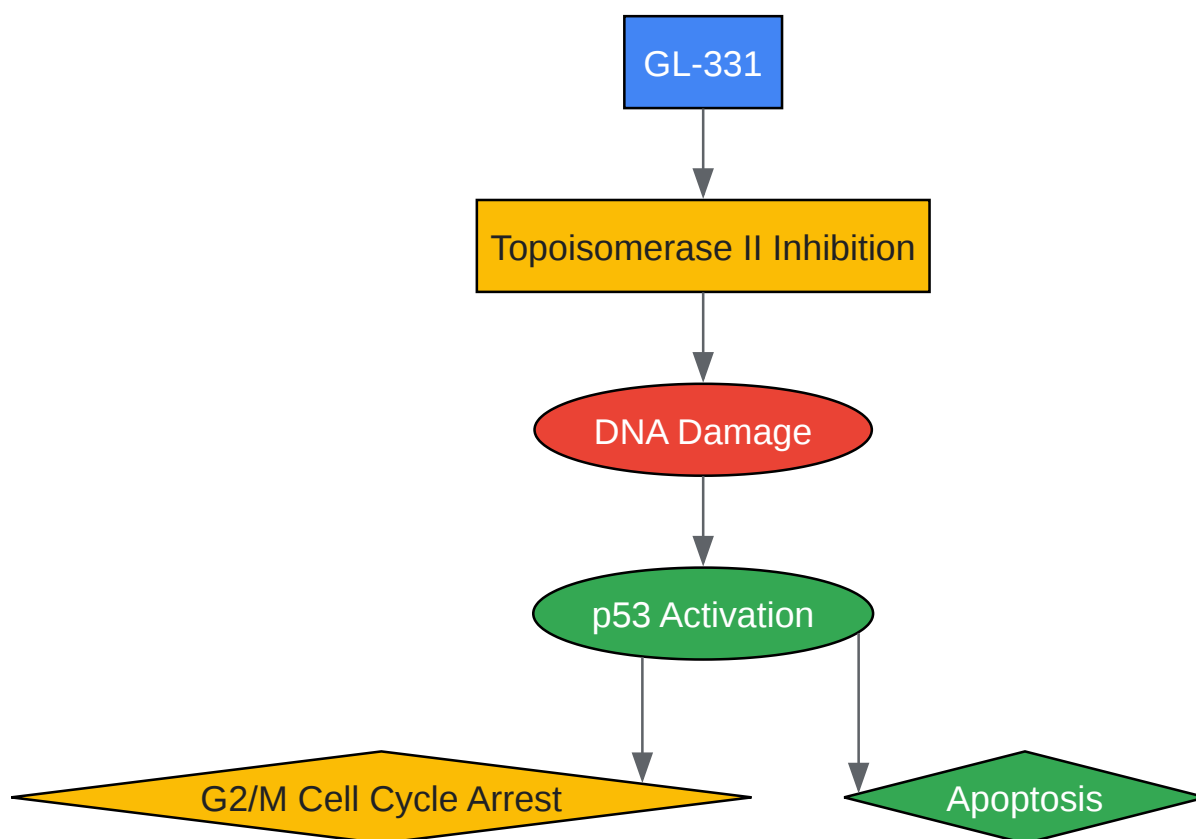 GL-331
Topoisomerase II Inhibition
DNA Damage
p53 Activation
G2/M Cell Cycle Arrest
Apoptosis